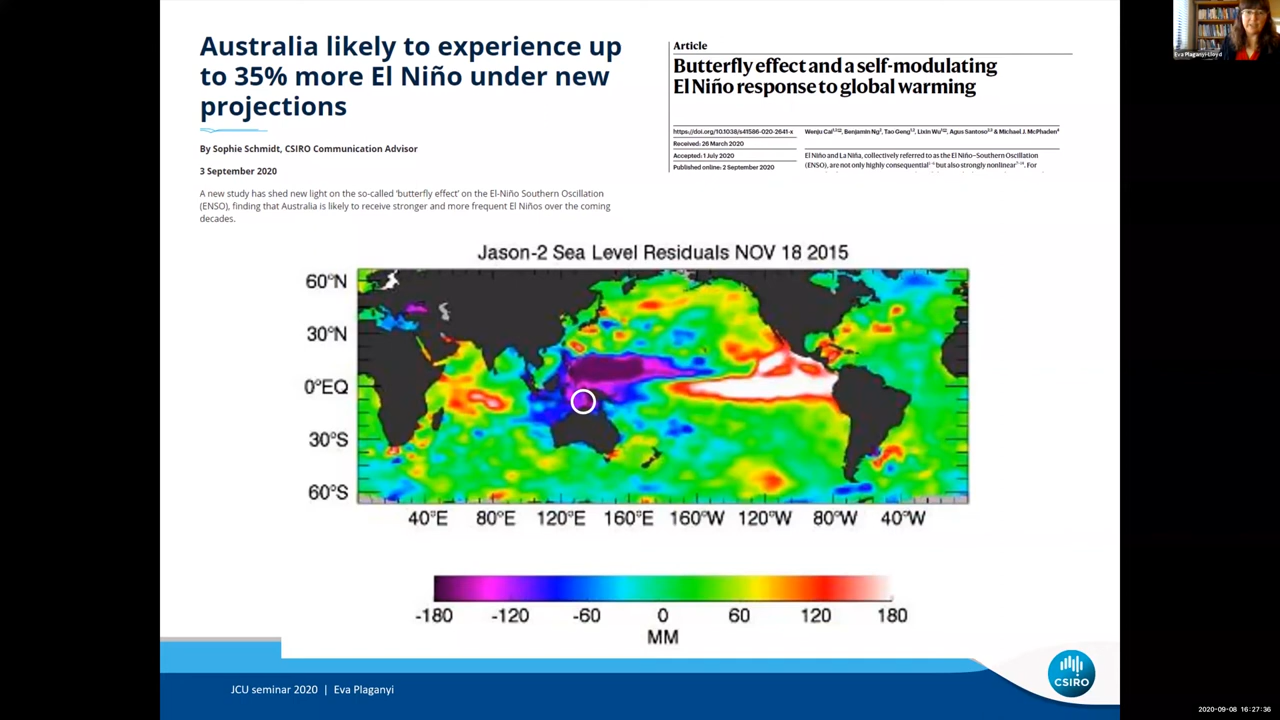 Australia likely to experience up
to 35% more El Niño under new
projections
By Sophie Schmidt, CSIRO Communication Advisor
3 September 2020
A new study has shed new light on the so-called ‘butterfly effect’ on the El-Niño Southern Oscillation
(ENSO), finding that Australia is likely to receive stronger and more frequent El Niños over the coming
decades.
Article
Butterfly effect and a self-modulating
El Niño response to global warming
https://doi.org/10.1038/s41586-020-2641-x
Received: 26 March 2020
Accepted: 1 July 2020
Published online: 2 September 2020
Wenju Cai, Benjamin Ng, Tao Geng, Lixin Wu, Agus Santoso & Michael J. McPhaden
El Niño and La Niña, collectively referred to as the El Niño–Southern Oscillation
(ENSO), are not only highly consequential but also strongly nonlinear. For
Eva Plaganyi-Lloyd
Jason-2 Sea Level Residuals NOV 18 2015
60°N
30°N
0°EQ
30°S
60°S
40°E 80°E 120°E 160°E 160°W 120°W 80°W 40°W
-180 -120 -60 0 60 120 180
MM
JCU seminar 2020 | Eva Plaganyi
CSIRO
2020-09-08 16:27:36